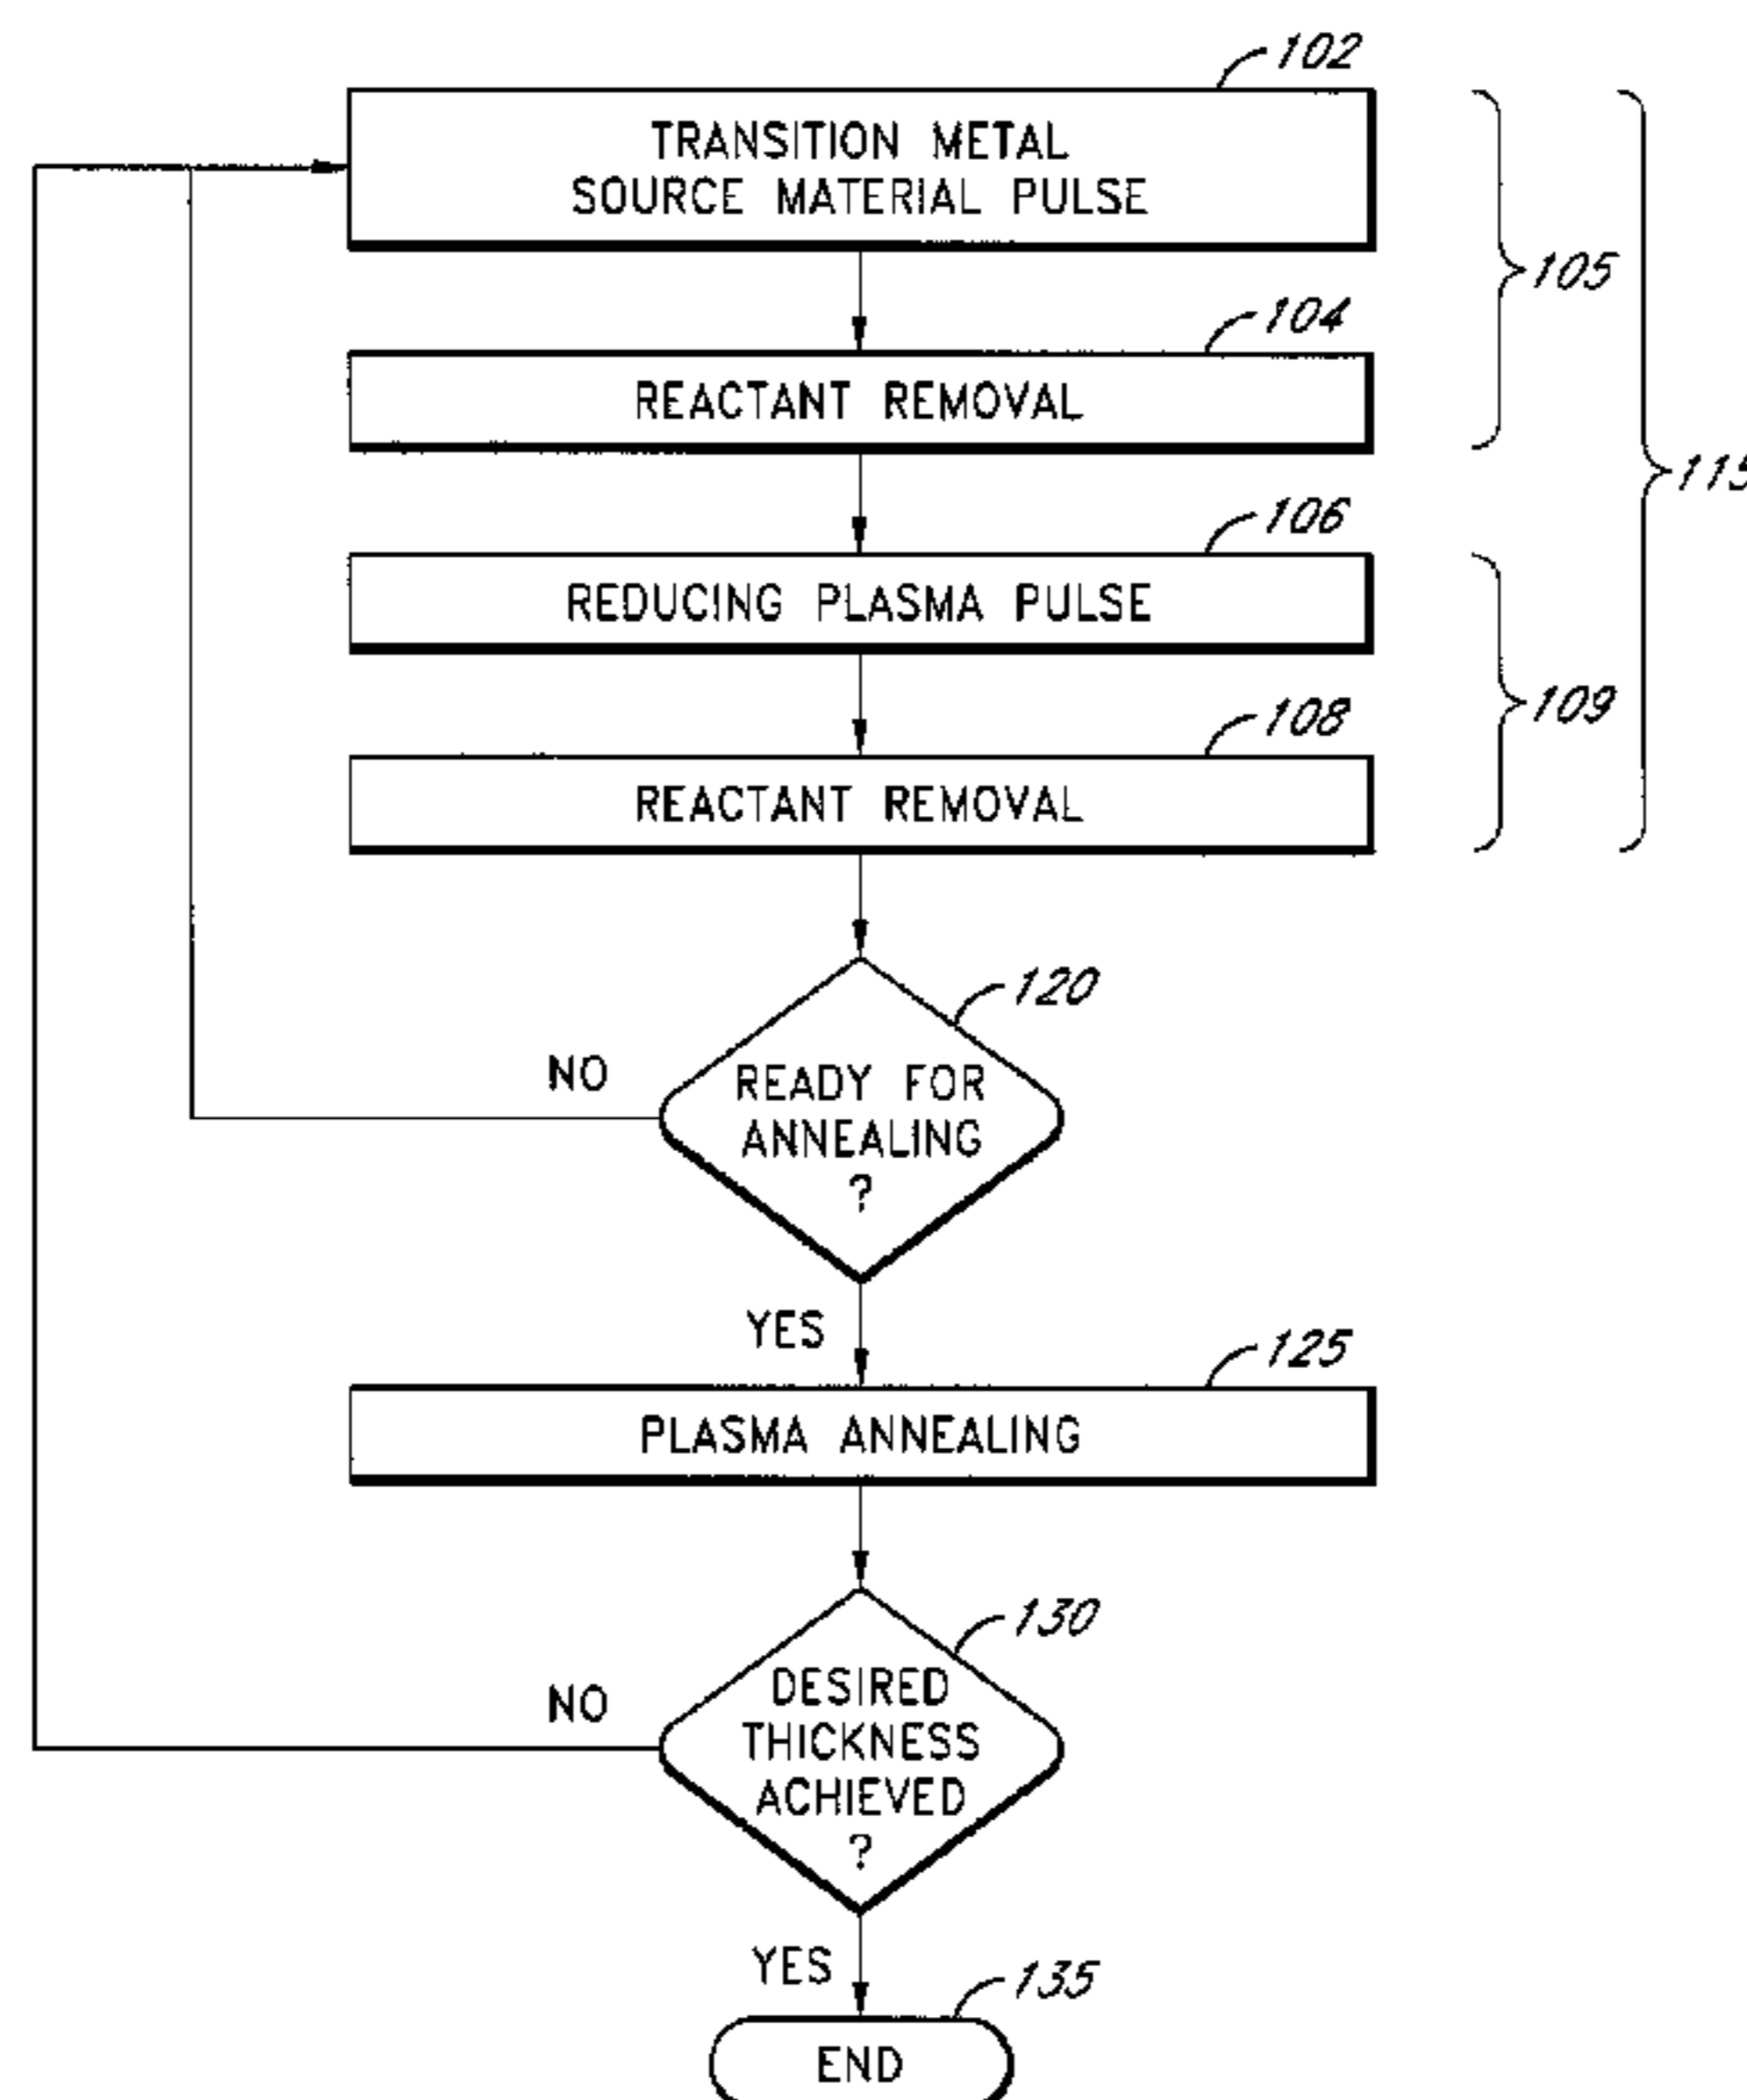 102
TRANSITION METAL
SOURCE MATERIAL PULSE
105
104
REACTANT REMOVAL
115
106
REDUCING PLASMA PULSE
109
108
REACTANT REMOVAL
120
NO
READY FOR
ANNEALING
?
YES
125
PLASMA ANNEALING
130
NO
DESIRED
THICKNESS
ACHIEVED
?
YES
135
END